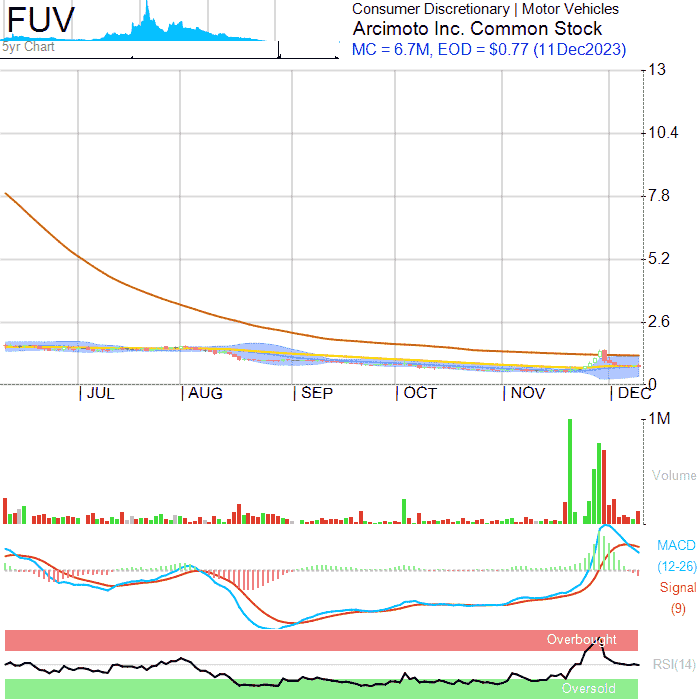 FUV
5yr Chart
Consumer Discretionary | Motor Vehicles
Arcimoto Inc. Common Stock
MC = 6.7M, EOD = $0.77 (11Dec2023)
13
10.4
7.8
5.2
2.6
0
JUL
AUG
SEP
OCT
NOV
DEC
1M
Volume
MACD
(12-26)
Signal
(9)
Overbought
RSI(14)
Oversold